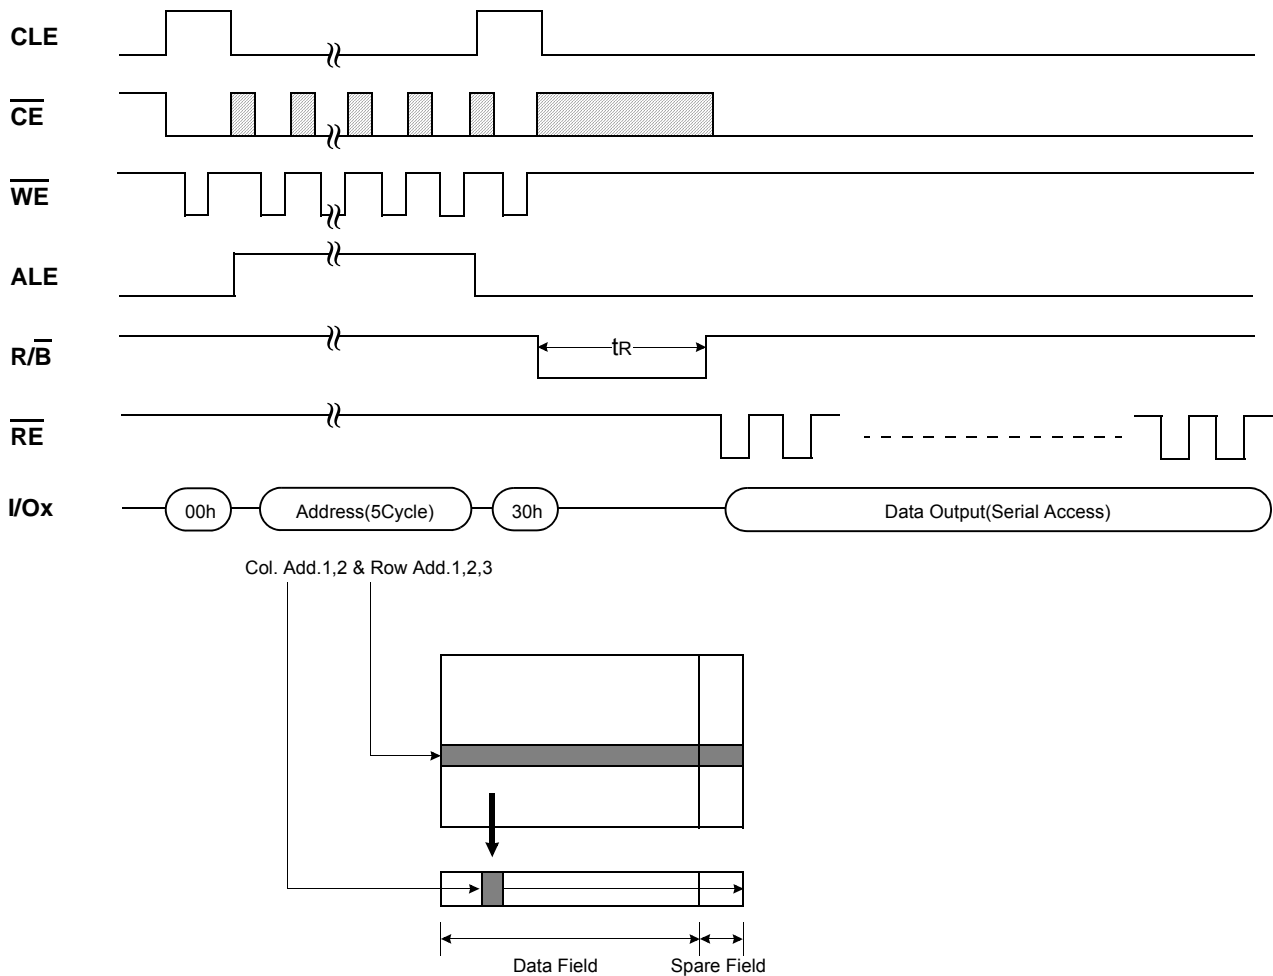 CLE
CE
WE
ALE
R/B
tR
RE
I/Ox
00h
Address(5Cycle)
30h
Data Output(Serial Access)
Col. Add.1,2 & Row Add.1,2,3
Data Field
Spare Field